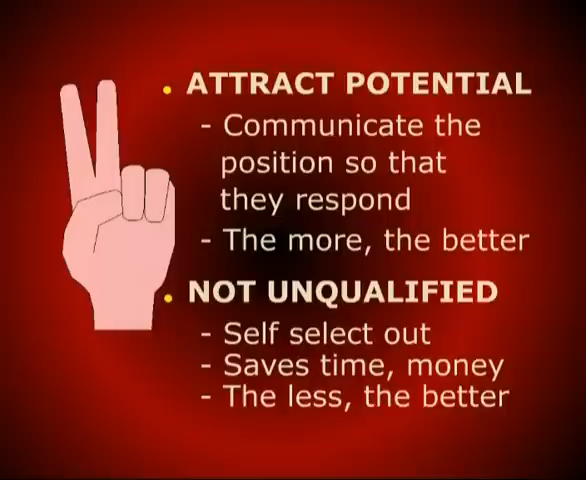 • ATTRACT POTENTIAL
- Communicate the
position so that
they respond
- The more, the better
• NOT UNQUALIFIED
- Self select out
- Saves time, money
- The less, the better